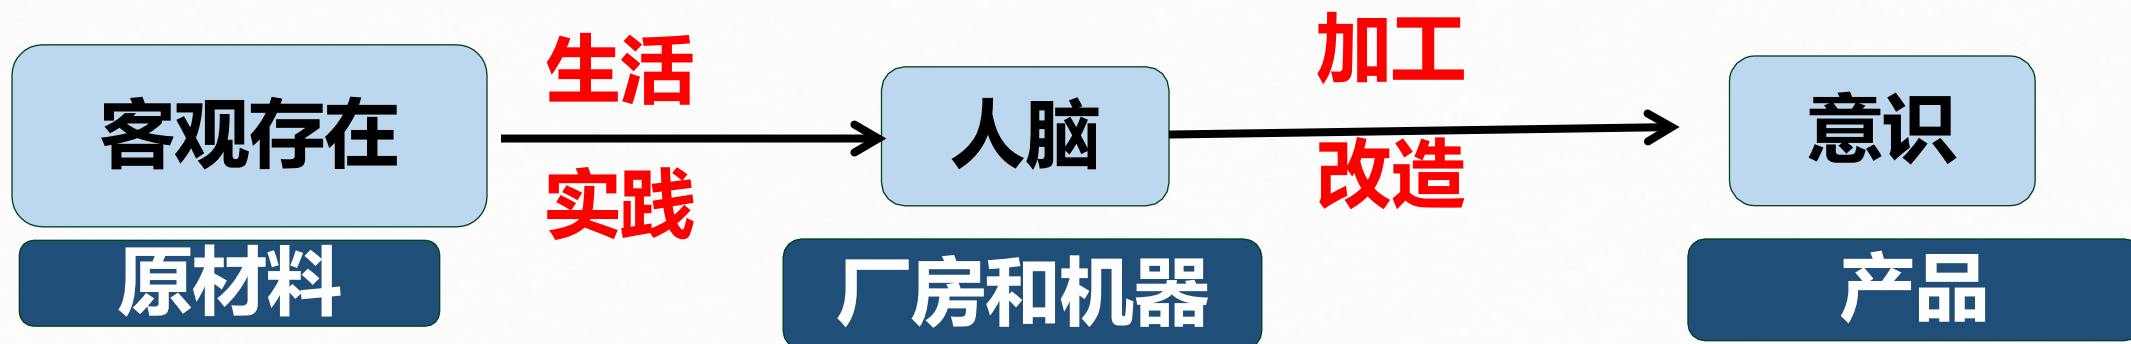 客观存在
生活
实践
人脑
加工
改造
意识
原材料
厂房和机器
产品